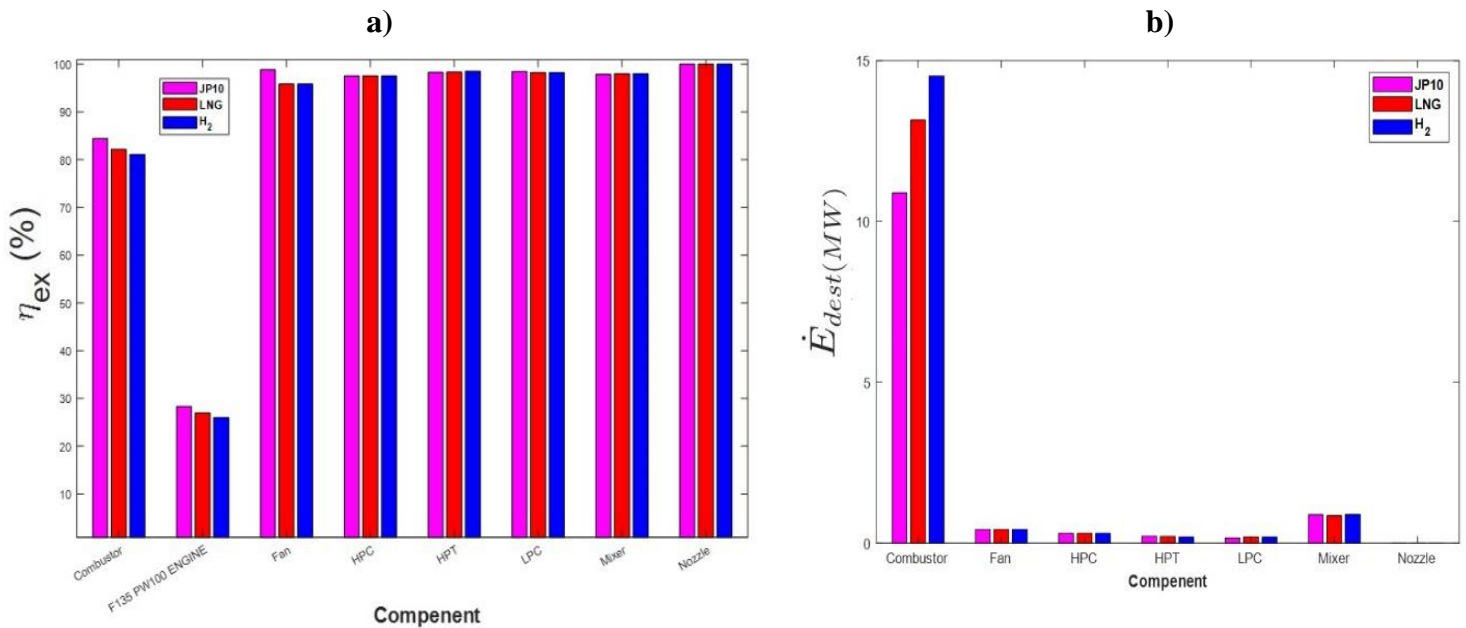 a)
b)
100
90
80
70
60
50
40
30
20
10
η_ex (%)
JP10
LNG
H₂
Combustor
F135 PW100 ENGINE
Fan
HPC
HPT
LPC
Mixer
Nozzle
Compenent
15
10
5
0
Ė_dest(MW)
JP10
LNG
H₂
Combustor Fan HPC HPT LPC Mixer Nozzle
Compenent